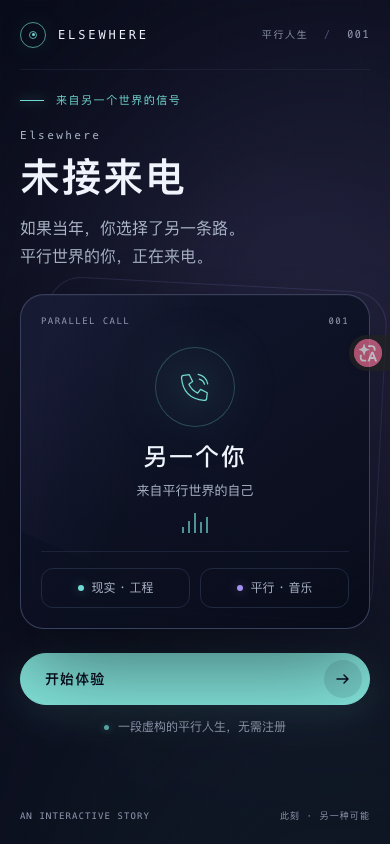 ELSEWHERE
平行人生 / 001
来自另一个世界的信号
Elsewhere
未接来电
如果当年，你选择了另一条路。
平行世界的你，正在来电。
PARALLEL CALL 001
另一个你
来自平行世界的自己
现实 · 工程
平行 · 音乐
开始体验
一段虚构的平行人生，无需注册
AN INTERACTIVE STORY
此刻 · 另一种可能